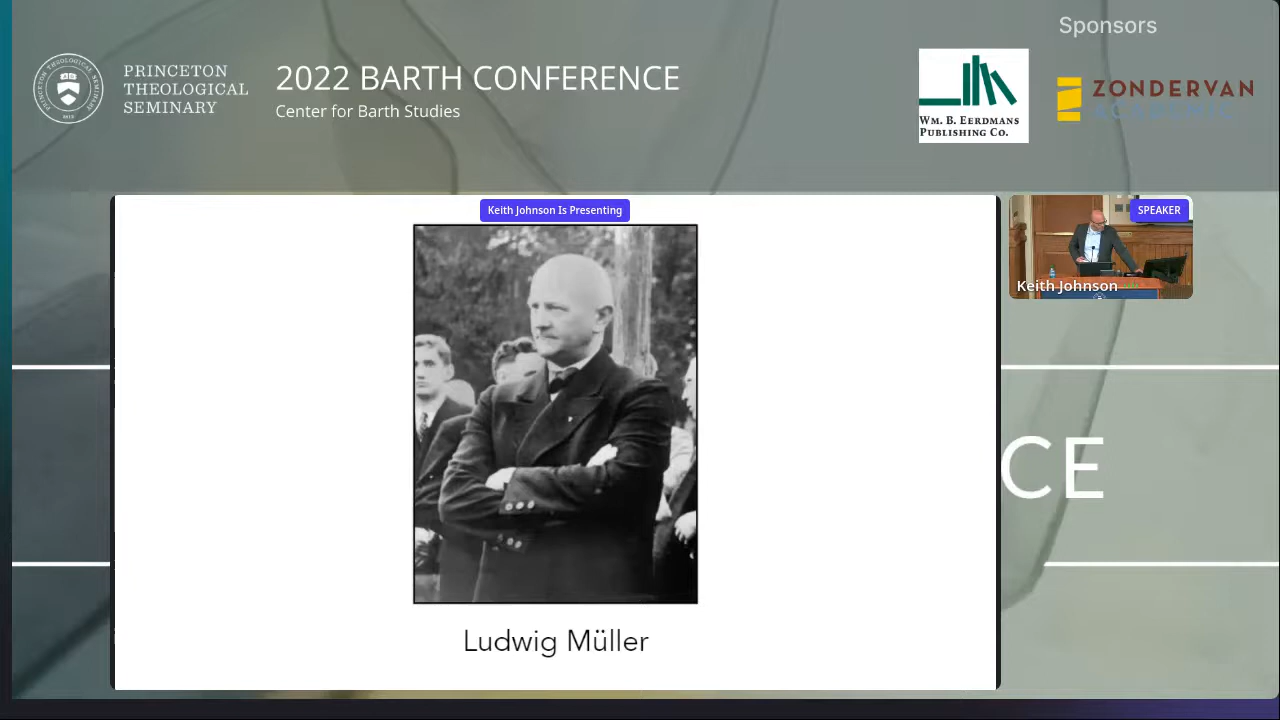 Sponsors
PRINCETON
THEOLOGICAL
SEMINARY
2022 BARTH CONFERENCE
Center for Barth Studies
WM. B. EERDMANS
PUBLISHING CO.
ZONDERVAN
ACADEMIC
Keith Johnson Is Presenting
SPEAKER
Keith Johnson
CE
Ludwig Müller